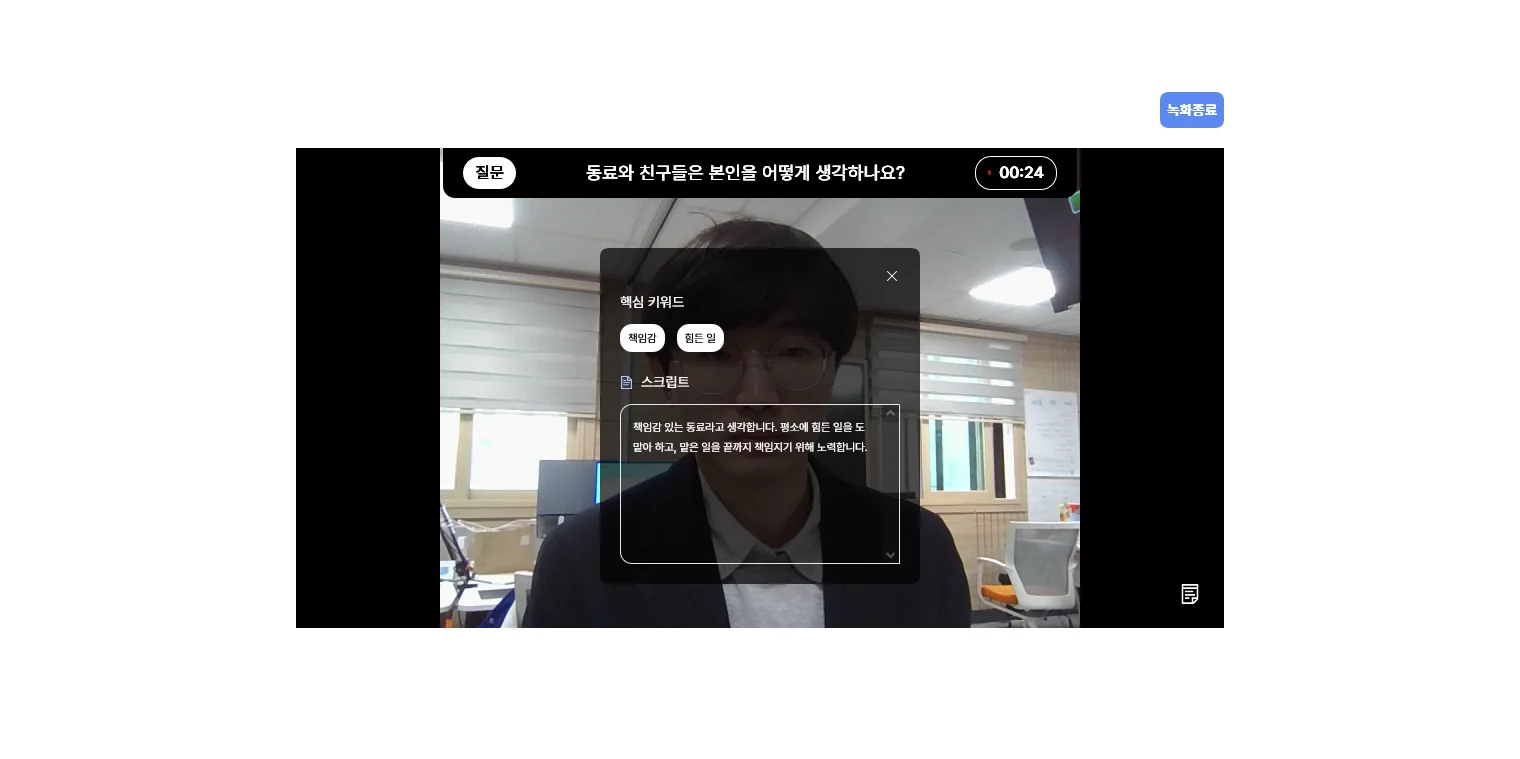 녹화종료
질문
동료와 친구들은 본인을 어떻게 생각하나요?
00:24
핵심 키워드
책임감
힘든 일
스크립트
책임감 있는 동료라고 생각합니다. 평소에 힘든 일을 도
맡아 하고, 맡은 일을 끝까지 책임지기 위해 노력합니다.